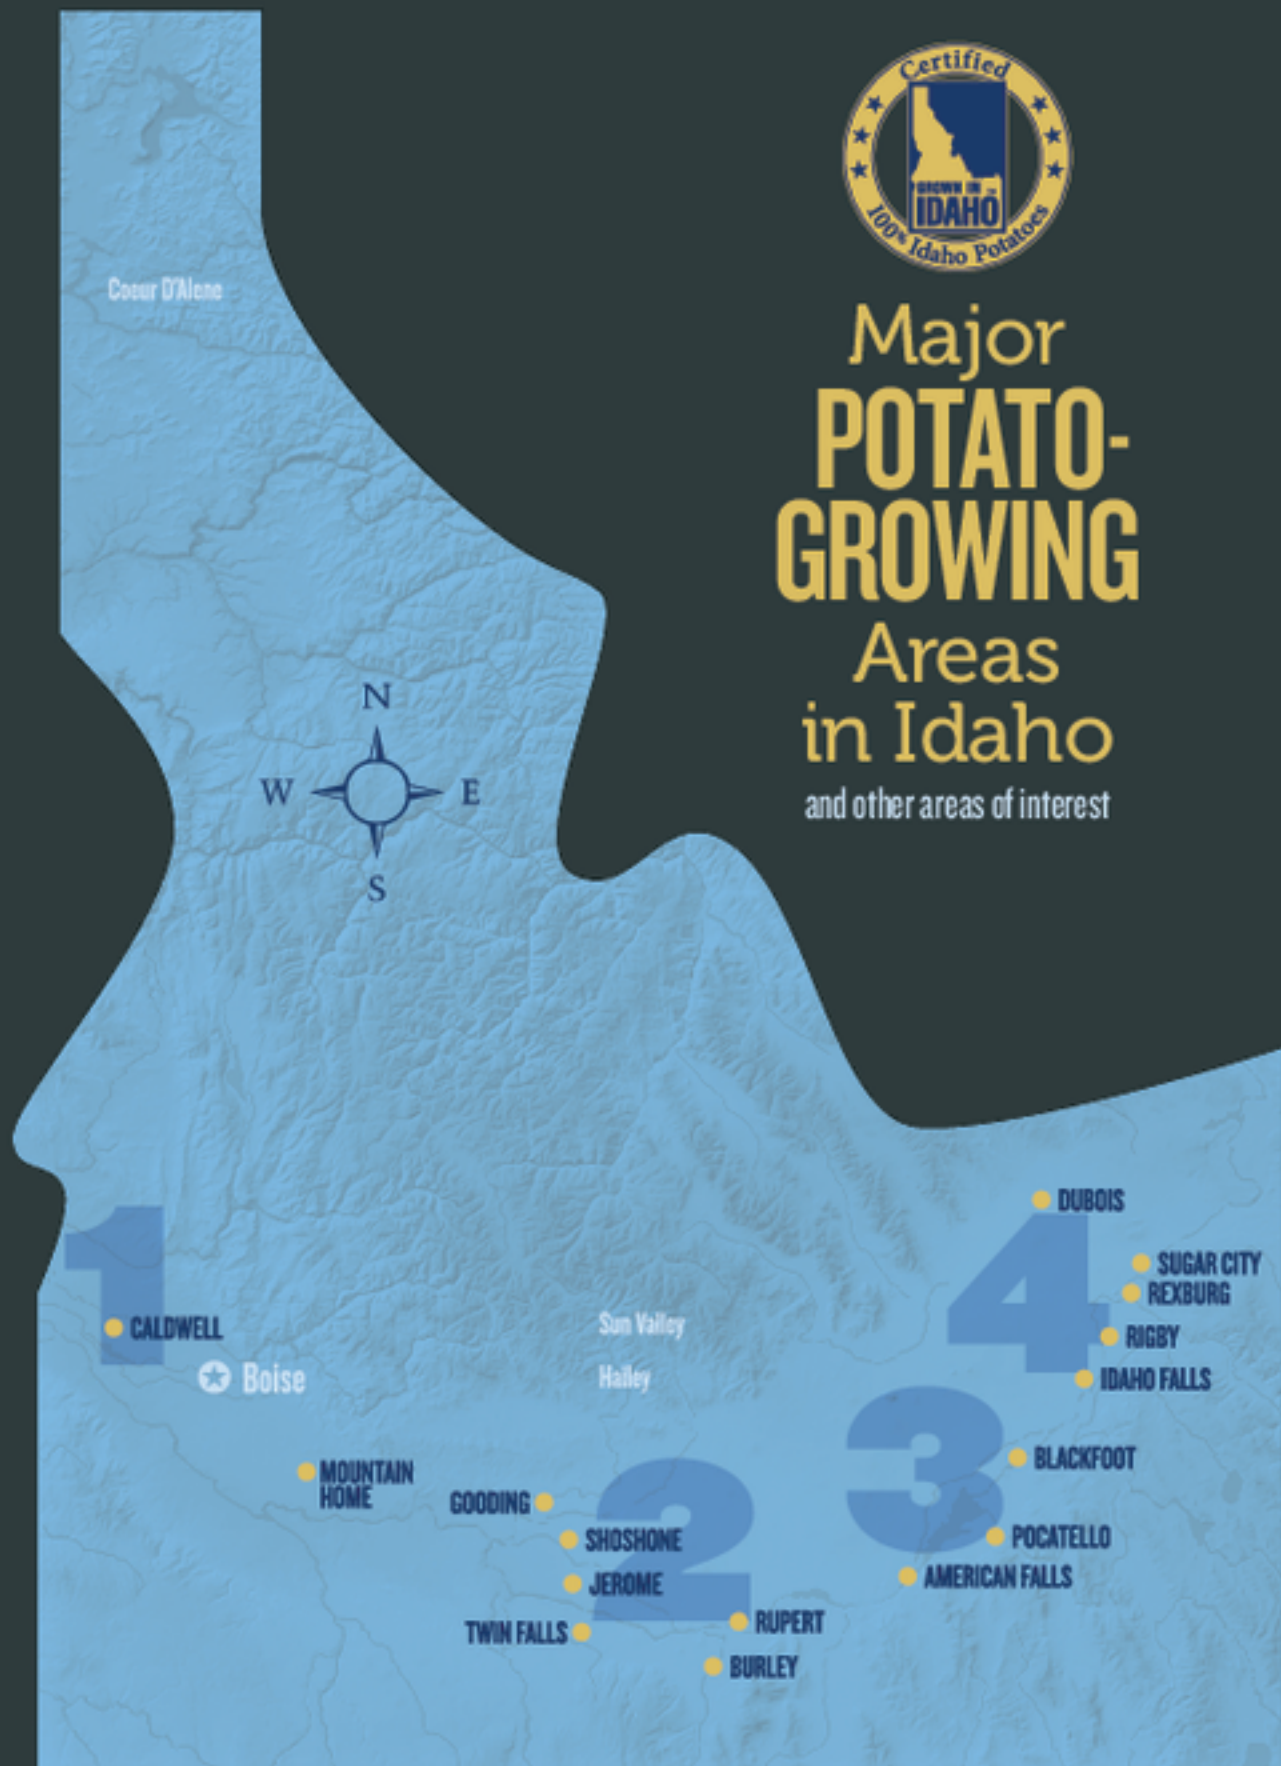 Certified
GROWN IN
IDAHO
100% Idaho Potatoes
Major
POTATO-
GROWING
Areas
in Idaho
and other areas of interest
Coeur D'Alene
N
W E
S
1
CALDWELL
Boise
MOUNTAIN
HOME
Sun Valley
Hailey
2
GOODING
SHOSHONE
JEROME
TWIN FALLS
RUPERT
BURLEY
3
BLACKFOOT
POCATELLO
AMERICAN FALLS
4
DUBOIS
SUGAR CITY
REXBURG
RIGBY
IDAHO FALLS